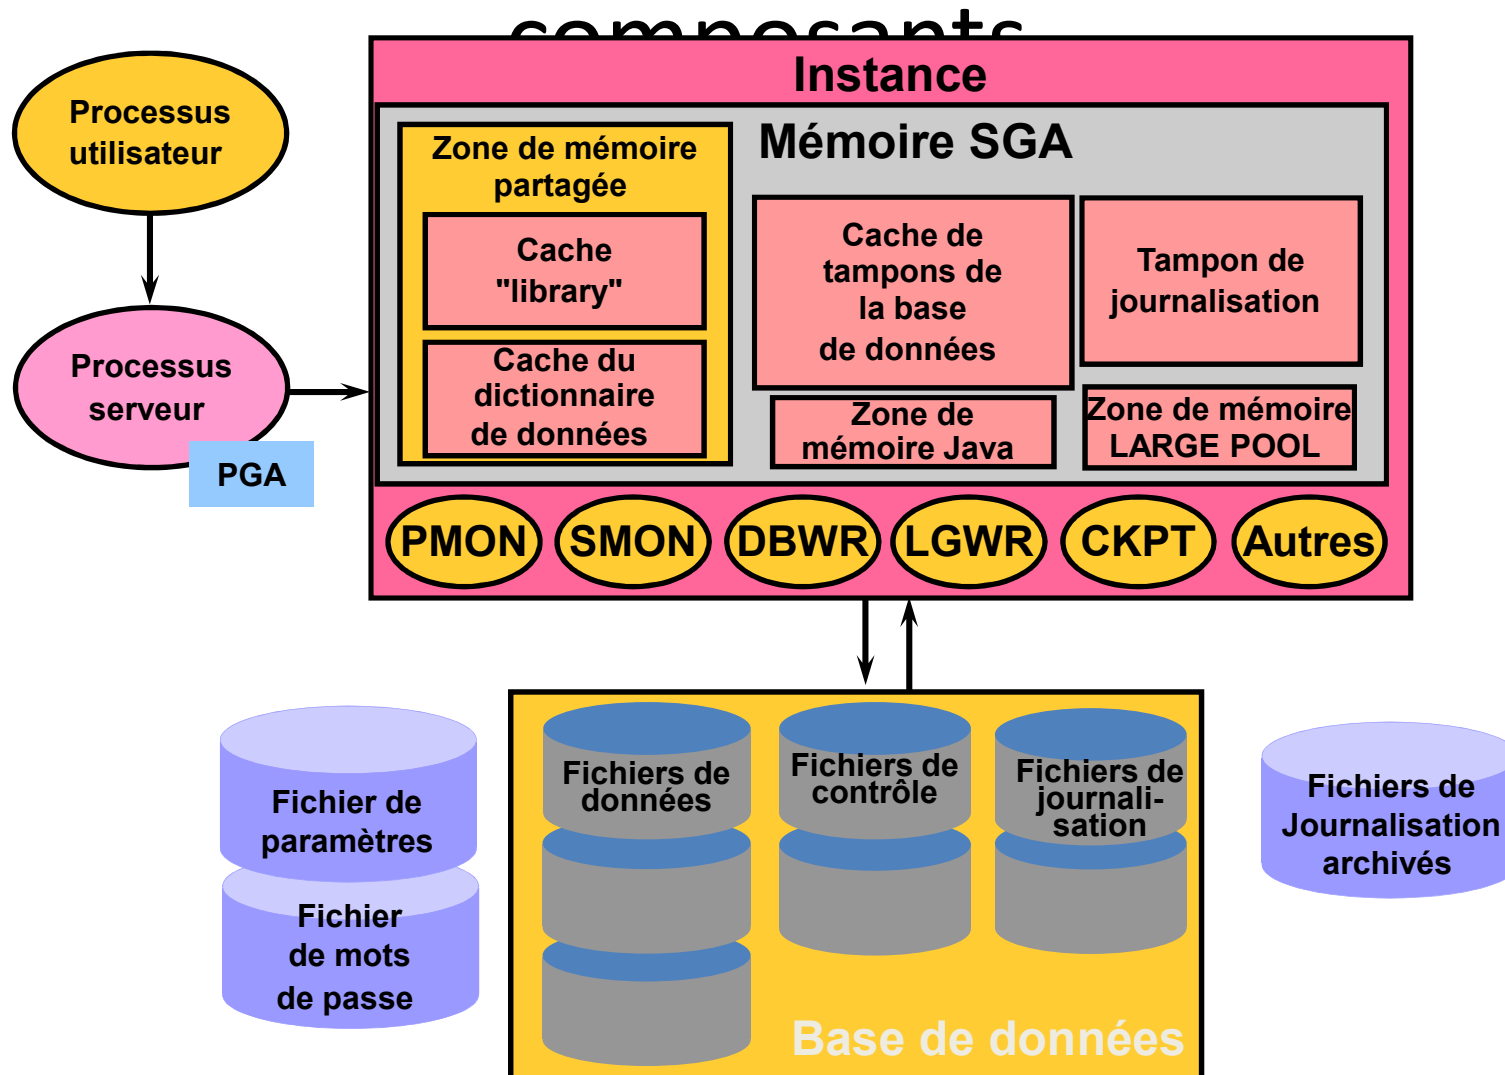 composants
Instance
Processus
utilisateur
Mémoire SGA
Zone de mémoire
partagée
Cache
"library"
Cache du
dictionnaire
de données
Cache de
tampons de
la base
de données
Tampon de
journalisation
Zone de
mémoire Java
Zone de mémoire
LARGE POOL
Processus
serveur
PGA
PMON
SMON
DBWR
LGWR
CKPT
Autres
Fichier de
paramètres
Fichier
de mots
de passe
Fichiers de
données
Fichiers de
contrôle
Fichiers de
journali-
sation
Fichiers de
Journalisation
archivés
Base de données